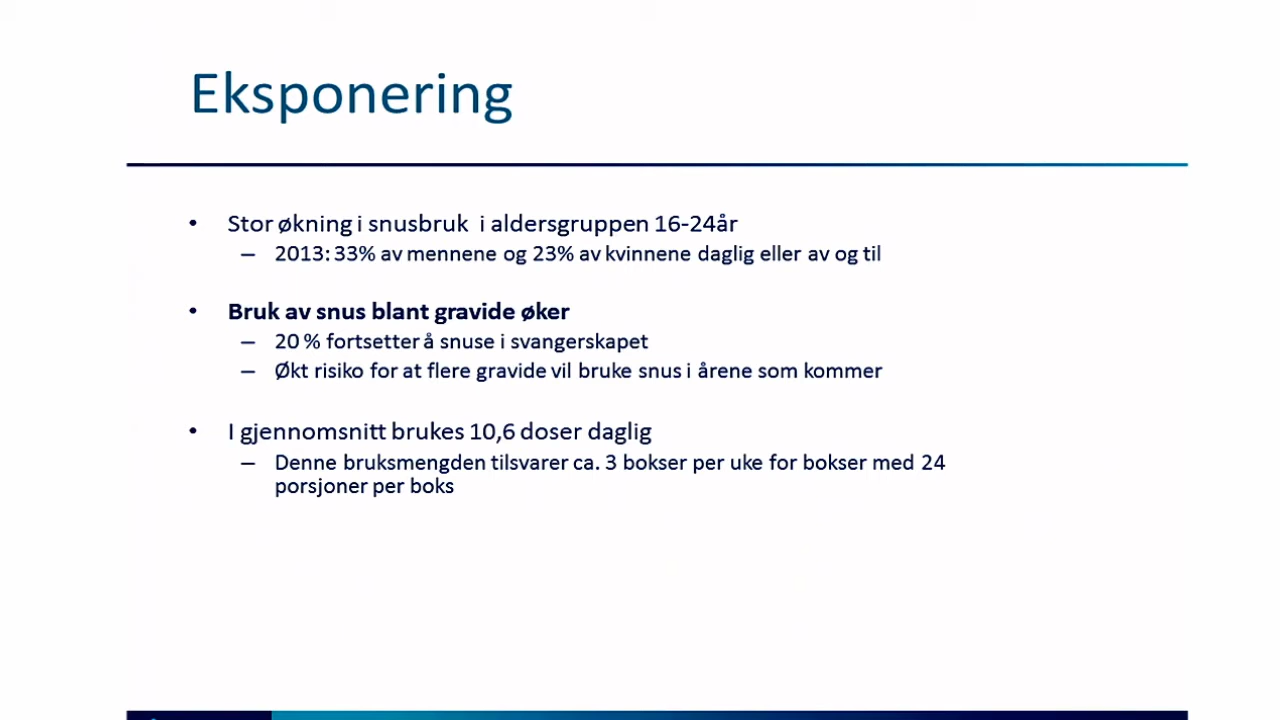 Eksponering
• Stor økning i snusbruk i aldersgruppen 16-24år
– 2013: 33% av mennene og 23% av kvinnene daglig eller av og til
• Bruk av snus blant gravide øker
– 20 % fortsetter å snuse i svangerskapet
– Økt risiko for at flere gravide vil bruke snus i årene som kommer
• I gjennomsnitt brukes 10,6 doser daglig
– Denne bruksmengden tilsvarer ca. 3 bokser per uke for bokser med 24
porsjoner per boks